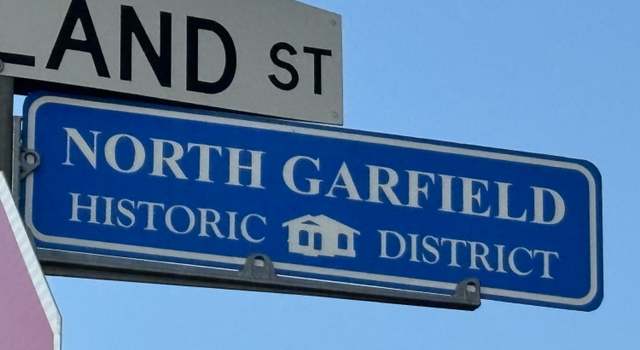 LAND ST
NORTH GARFIELD
HISTORIC DISTRICT